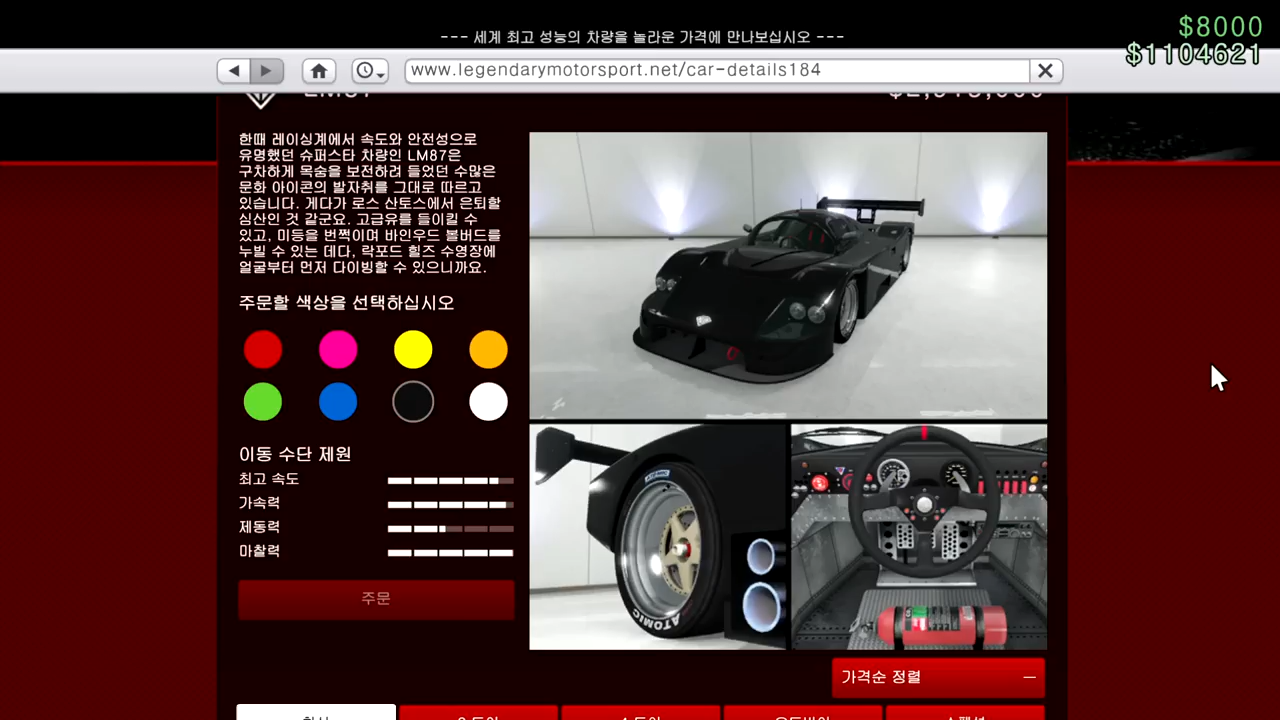 $8000
--- 세계 최고 성능의 차량을 놀라운 가격에 만나보십시오 ---
$1104621
www.legendarymotorsport.net/car-details184
한때 레이싱계에서 속도와 안전성으로
유명했던 슈퍼스타 차량인 LM87은
구차하게 목숨을 보전하려 들었던 수많은
문화 아이콘의 발자취를 그대로 따르고
있습니다. 게다가 로스 산토스에서 은퇴할
심산인 것 같군요. 고급유를 들이킬 수
있고, 미등을 번쩍이며 바인우드 볼버드를
누빌 수 있는 데다, 락포드 힐즈 수영장에
얼굴부터 먼저 다이빙할 수 있으니까요.
주문할 색상을 선택하십시오
이동 수단 제원
최고 속도
가속력
제동력
마찰력
주문
ATOMIC
가격순 정렬